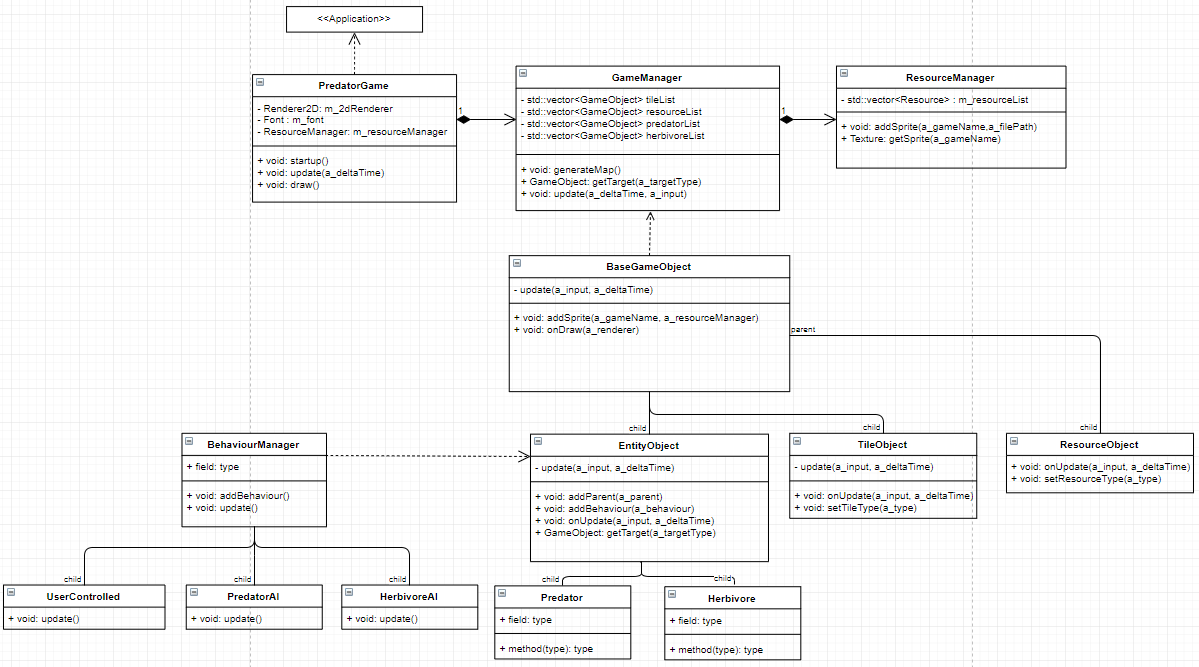 <<Application>>
PredatorGame
- Renderer2D: m_2dRenderer
- Font : m_font
- ResourceManager: m_resourceManager
+ void: startup()
+ void: update(a_deltaTime)
+ void: draw()
1
GameManager
- std::vector<GameObject> tileList
- std::vector<GameObject> resourceList
- std::vector<GameObject> predatorList
- std::vector<GameObject> herbivoreList
+ void: generateMap()
+ GameObject: getTarget(a_targetType)
+ void: update(a_deltaTime, a_input)
1
ResourceManager
- std::vector<Resource> : m_resourceList
+ void: addSprite(a_gameName,a_filePath)
+ Texture: getSprite(a_gameName)
BaseGameObject
- update(a_input, a_deltaTime)
+ void: addSprite(a_gameName, a_resourceManager)
+ void: onDraw(a_renderer)
parent
child
child
child
BehaviourManager
+ field: type
+ void: addBehaviour()
+ void: update()
EntityObject
- update(a_input, a_deltaTime)
+ void: addParent(a_parent)
+ void: addBehaviour(a_behaviour)
+ void: onUpdate(a_input, a_deltaTime)
+ GameObject: getTarget(a_targetType)
TileObject
- update(a_input, a_deltaTime)
+ void: onUpdate(a_input, a_deltaTime)
+ void: setTileType(a_type)
ResourceObject
+ void: onUpdate(a_input, a_deltaTime)
+ void: setResourceType(a_type)
child
child
child
child
child
UserControlled
+ void: update()
PredatorAI
+ void: update()
HerbivoreAI
+ void: update()
Predator
+ field: type
+ method(type): type
Herbivore
+ field: type
+ method(type): type